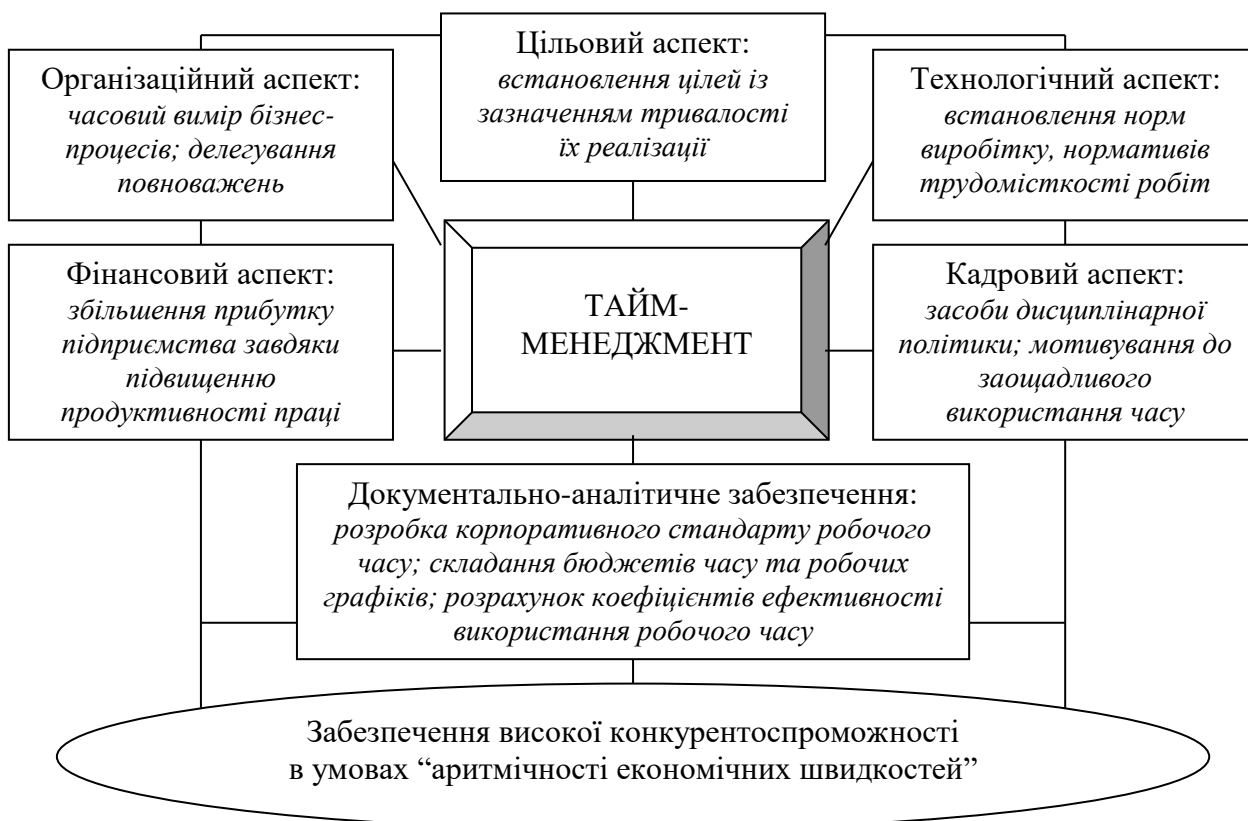 Цільовий аспект:
встановлення цілей із
зазначенням тривалості
їх реалізації
Організаційний аспект:
часовий вимір бізнес-
процесів; делегування
повноважень
Технологічний аспект:
встановлення норм
виробітку, нормативів
трудомісткості робіт
Фінансовий аспект:
збільшення прибутку
підприємства завдяки
підвищенню
продуктивності праці
ТАЙМ-
МЕНЕДЖМЕНТ
Кадровий аспект:
засоби дисциплінарної
політики; мотивування до
заощадливого
використання часу
Документально-аналітичне забезпечення:
розробка корпоративного стандарту робочого
часу; складання бюджетів часу та робочих
графіків; розрахунок коефіцієнтів ефективності
використання робочого часу
Забезпечення високої конкурентоспроможності
в умовах “аритмічності економічних швидкостей”